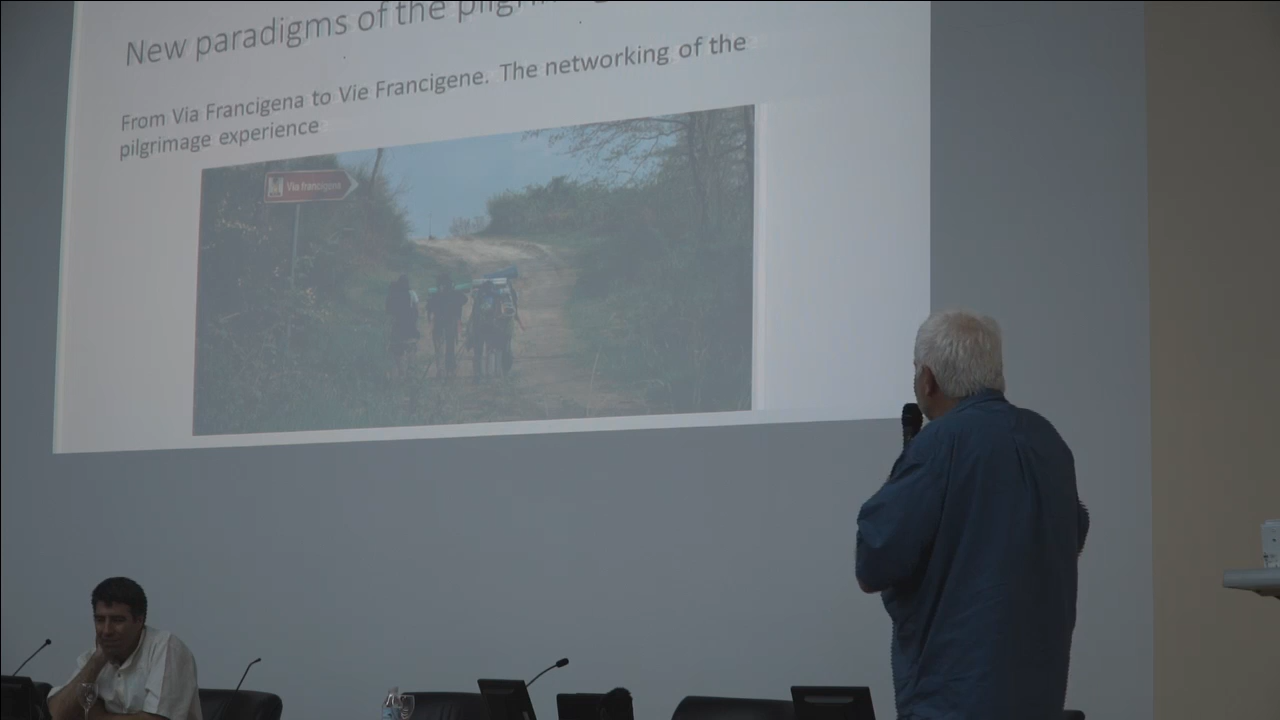 New paradigms of the
From Via Francigena to Vie Francigene. The networking of the
pilgrimage experience
Via francigena